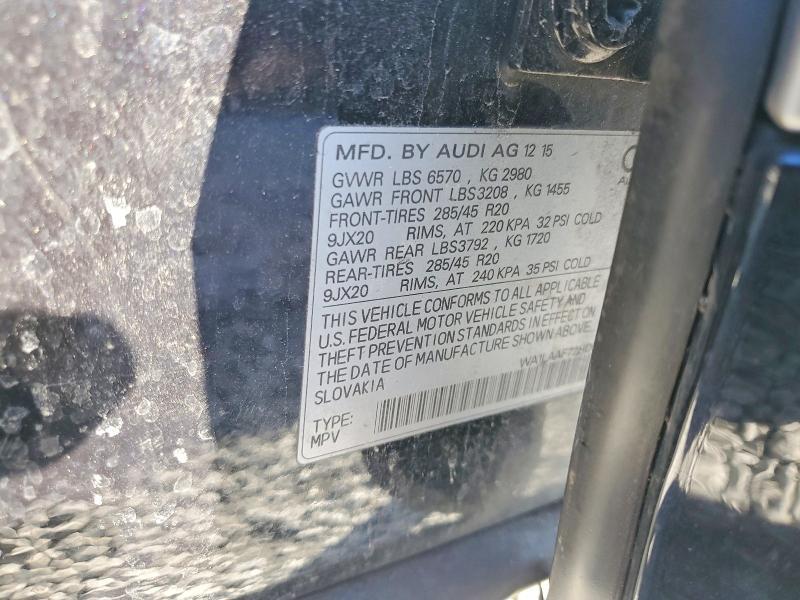 MFD. BY AUDI AG 12 15
GVWR LBS 6570 , KG 2980
GAWR FRONT LBS3208 , KG 1455
FRONT-TIRES 285/45 R20
9JX20 RIMS, AT 220 KPA 32 PSI COLD
GAWR REAR LBS3792 , KG 1720
REAR-TIRES 285/45 R20
9JX20 RIMS, AT 240 KPA 35 PSI COLD
THIS VEHICLE CONFORMS TO ALL APPLICABLE
U.S. FEDERAL MOTOR VEHICLE SAFETY AND
THEFT PREVENTION STANDARDS IN EFFECT ON
THE DATE OF MANUFACTURE SHOWN ABOVE.
SLOVAKIA
TYPE:
MPV